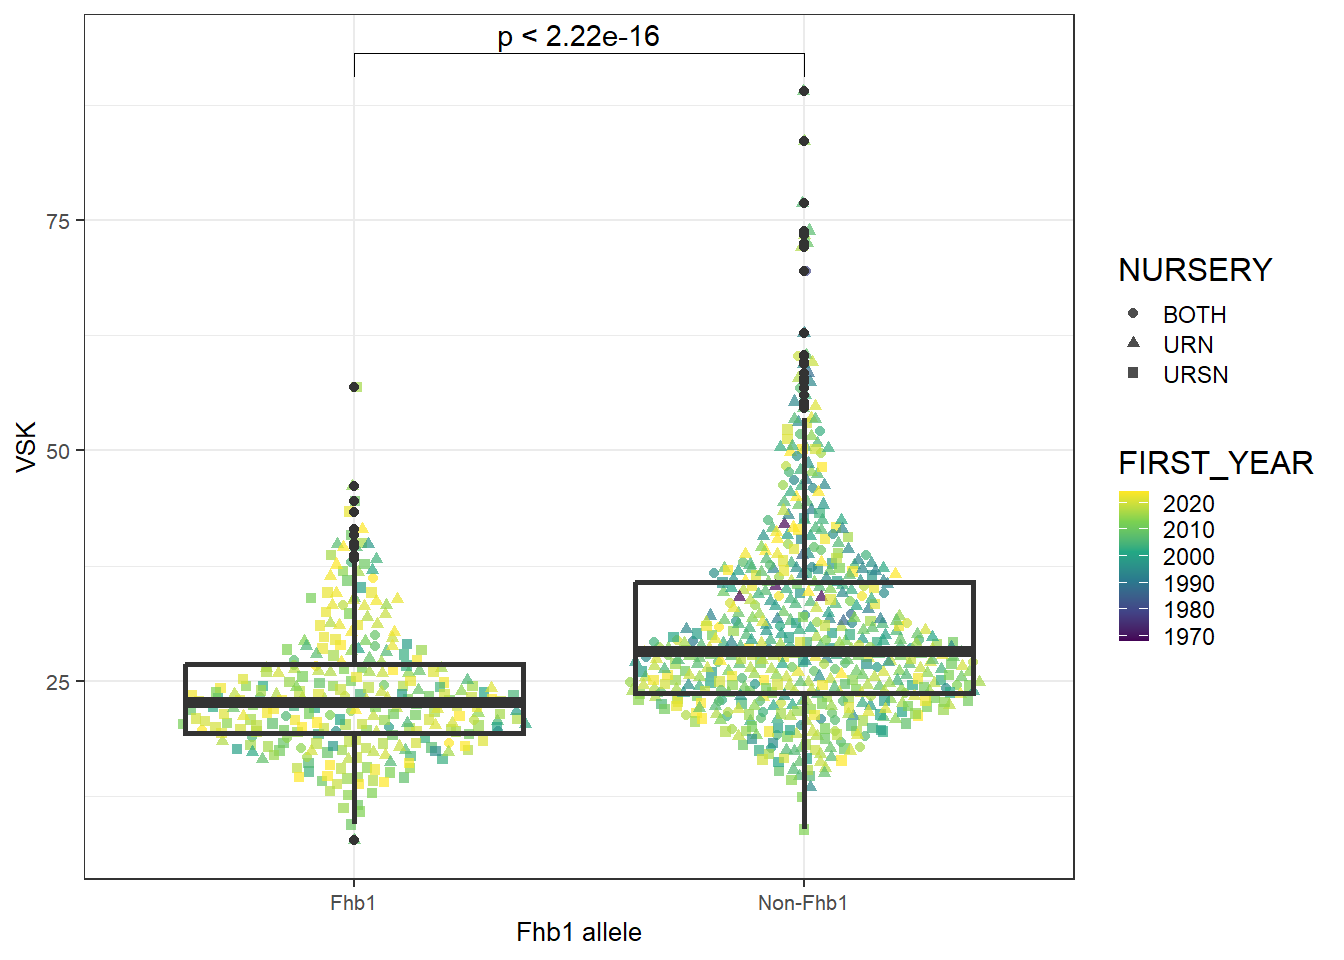 p < 2.22e-16
75
50
25
VSK
Fhb1
Non-Fhb1
Fhb1 allele
NURSERY
BOTH
URN
URSN
FIRST_YEAR
2020
2010
2000
1990
1980
1970